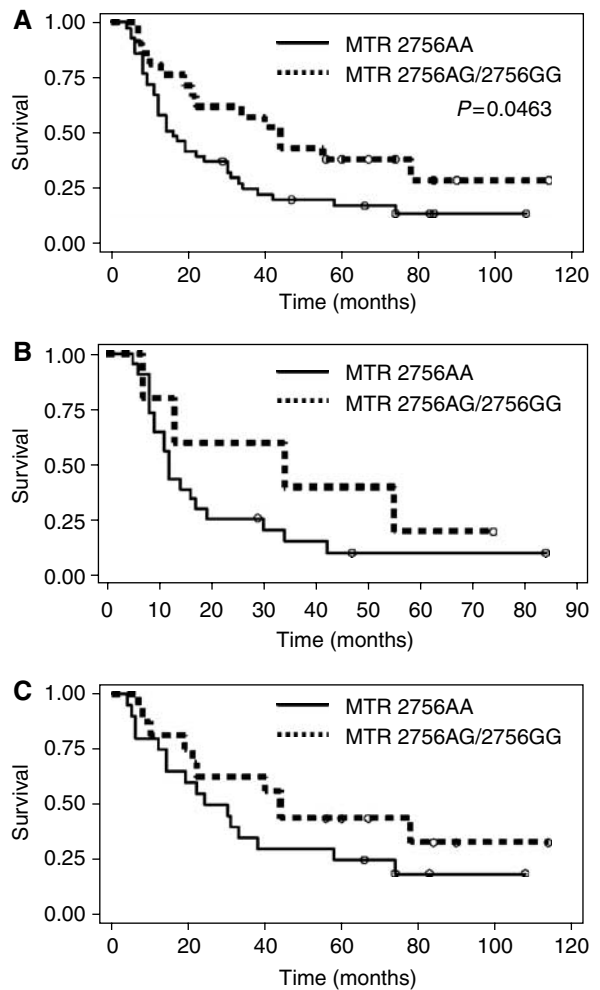 A
1.00
0.75
0.50
0.25
0.00
Survival
MTR 2756AA
MTR 2756AG/2756GG
P=0.0463
0 20 40 60 80 100 120
Time (months)
B
1.00
0.75
0.50
0.25
0.00
Survival
MTR 2756AA
MTR 2756AG/2756GG
0 10 20 30 40 50 60 70 80 90
Time (months)
C
1.00
0.75
0.50
0.25
0.00
Survival
MTR 2756AA
MTR 2756AG/2756GG
0 20 40 60 80 100 120
Time (months)